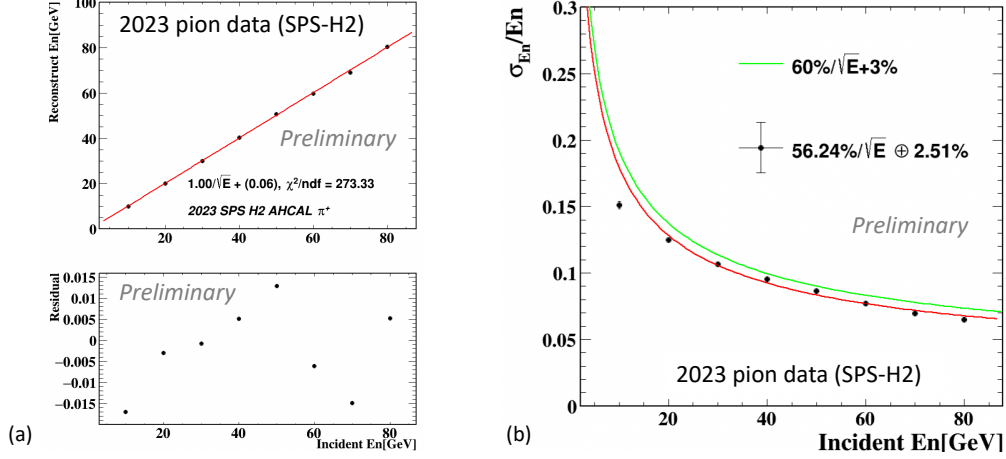 2023 pion data (SPS-H2)
Reconstruct En[GeV]
100
80
60
40
20
0
Preliminary
1.00/√E + (0.06), χ²/ndf = 273.33
2023 SPS H2 AHCAL π⁺
20 40 60 80
Residual
Preliminary
0.015
0.01
0.005
0
−0.005
−0.01
−0.015
0 20 40 60 80
Incident En[GeV]
(a)
σEn/En
0.3
0.25
0.2
0.15
0.1
0.05
0
60%/√E+3%
56.24%/√E ⊕ 2.51%
Preliminary
2023 pion data (SPS-H2)
20 40 60 80
Incident En[GeV]
(b)